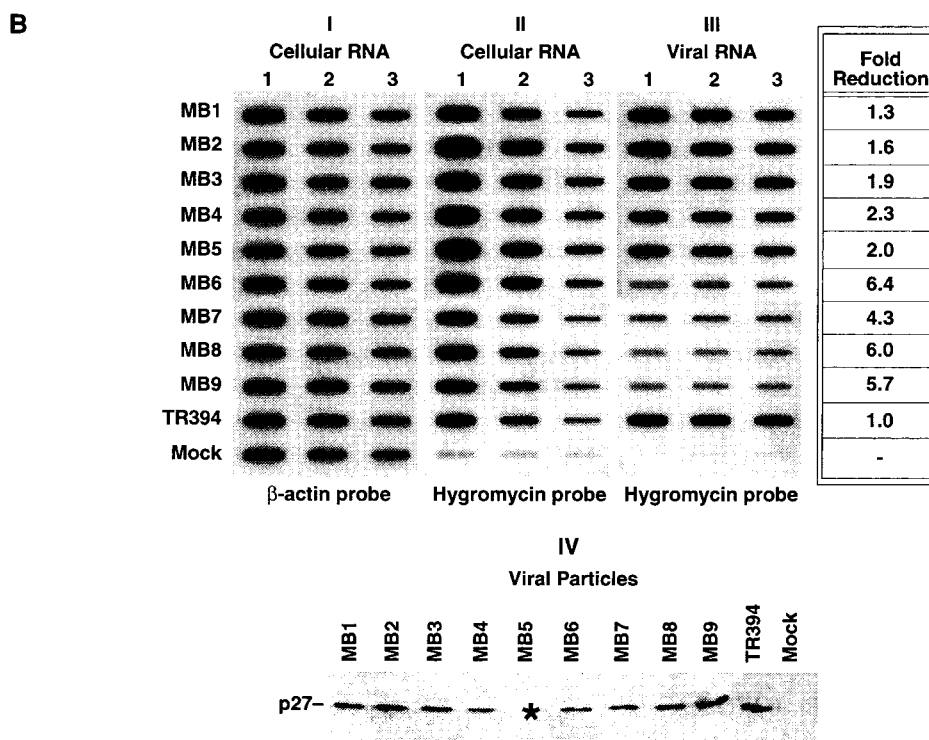 B
I II III
Cellular RNA Cellular RNA Viral RNA
1 2 3 1 2 3 1 2 3
Fold
Reduction
MB1 1.3
MB2 1.6
MB3 1.9
MB4 2.3
MB5 2.0
MB6 6.4
MB7 4.3
MB8 6.0
MB9 5.7
TR394 1.0
Mock -
β-actin probe Hygromycin probe Hygromycin probe
IV
Viral Particles
MB1 MB2 MB3 MB4 MB5 MB6 MB7 MB8 MB9 TR394 Mock
p27– *